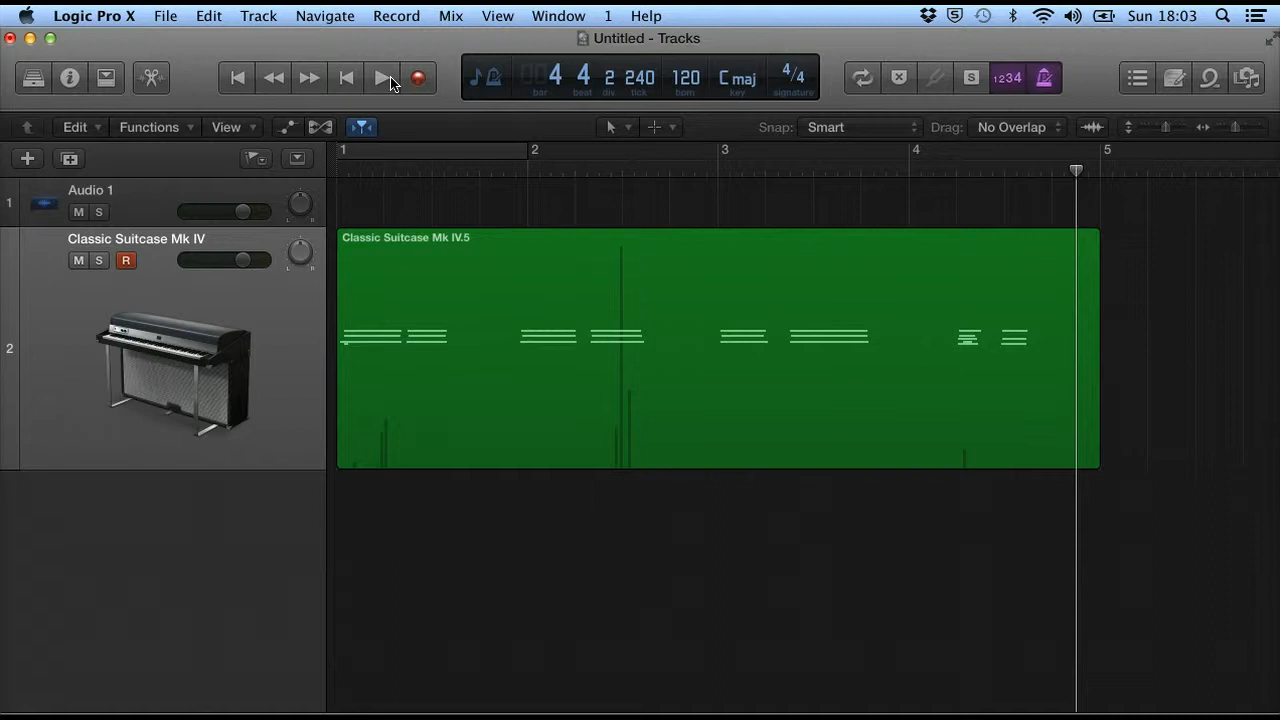 Logic Pro X File Edit Track Navigate Record Mix View Window 1 Help Sun 18:03
Untitled - Tracks
4 4 2 240 120 C maj 4/4
bar beat div tick bpm key signature
S 1234
Edit Functions View Snap: Smart Drag: No Overlap
1 2 3 4 5
1 Audio 1
M S L R
Classic Suitcase Mk IV Classic Suitcase Mk IV.5
M S R L R
2